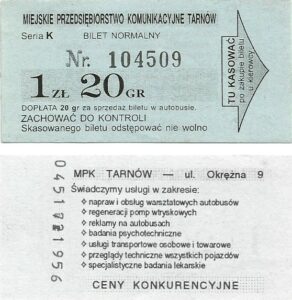 MIEJSKIE PRZEDSIĘBIORSTWO KOMUNIKACYJNE TARNÓW
Seria K BILET NORMALNY
Nr. 104509
1 ZŁ 20 GR
DOPŁATA 20 gr za sprzedaż biletu w autobusie.
ZACHOWAĆ DO KONTROLI
Skasowanego biletu odstępować nie wolno
TU KASOWAĆ
po zakupie biletu
u kierowcy
MPK TARNÓW — ul. Okrężna 9
Świadczymy usługi w zakresie:
napraw i obsług warsztatowych autobusów
regeneracji pomp wtryskowych
reklamy na autobusach
badania psychotechniczne
usługi transportowe osobowe i towarowe
przeglądy techniczne wszystkich pojazdów
specjalistyczne badania lekarskie
CENY KONKURENCYJNE